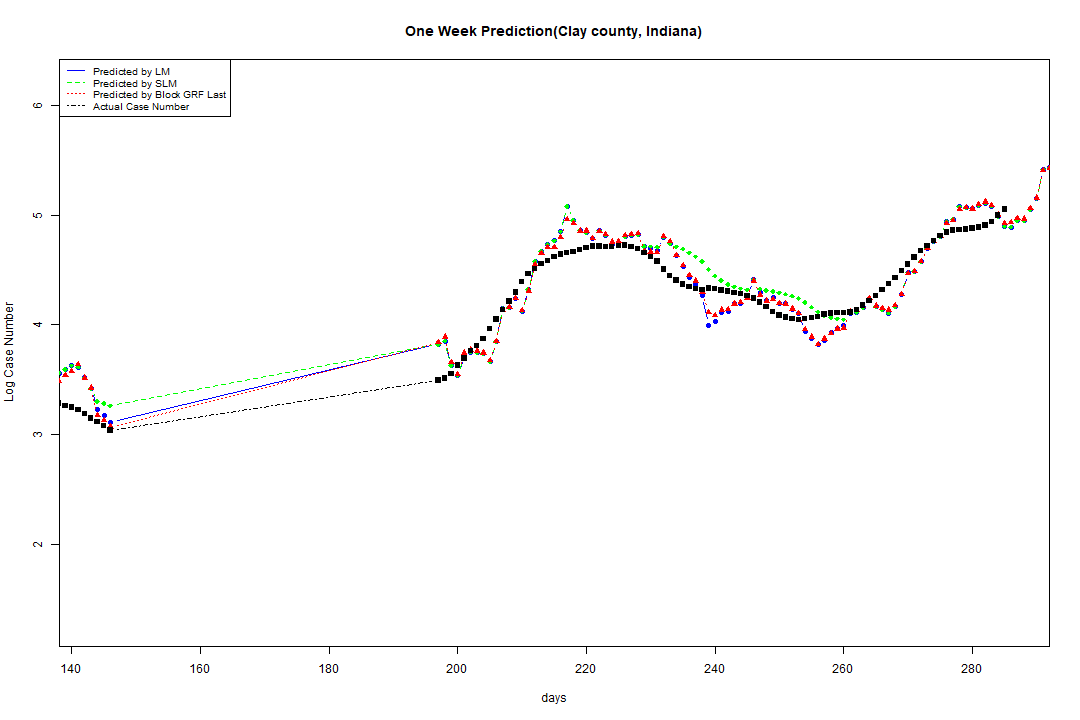 One Week Prediction(Clay county, Indiana)
Predicted by LM
Predicted by SLM
Predicted by Block GRF Last
Actual Case Number
6
5
4
3
2
Log Case Number
140 160 180 200 220 240 260 280
days